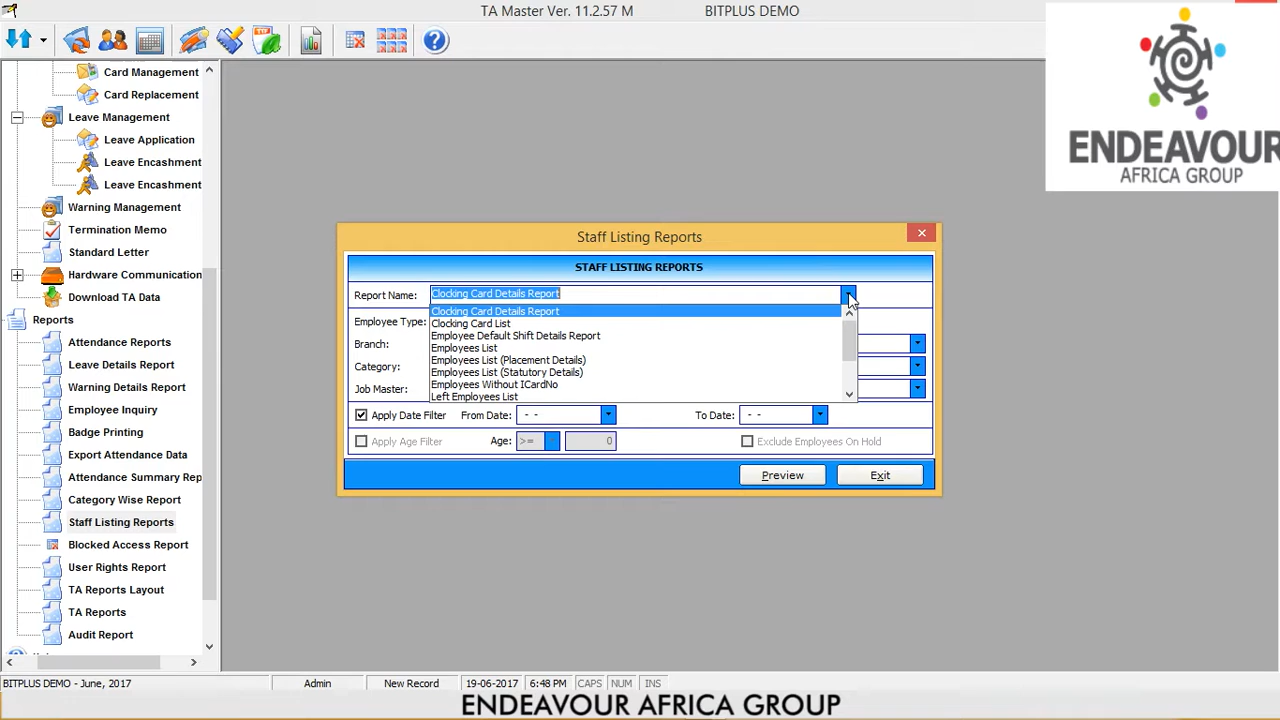 TA Master Ver. 11.2.57 M BITPLUS DEMO
ENDEAVOUR
AFRICA GROUP
Card Management
Card Replacement
Leave Management
Leave Application
Leave Encashment
Leave Encashment
Warning Management
Termination Memo
Standard Letter
Hardware Communication
Download TA Data
Reports
Attendance Reports
Leave Details Report
Warning Details Report
Employee Inquiry
Badge Printing
Export Attendance Data
Attendance Summary Rep
Category Wise Report
Staff Listing Reports
Blocked Access Report
User Rights Report
TA Reports Layout
TA Reports
Audit Report
Staff Listing Reports
STAFF LISTING REPORTS
Report Name: Clocking Card Details Report
Clocking Card Details Report
Clocking Card List
Employee Default Shift Details Report
Employees List
Employees List (Placement Details)
Employees List (Statutory Details)
Employees Without ICardNo
Left Employees List
Employee Type:
Branch:
Category:
Job Master:
Apply Date Filter From Date: - - To Date: - -
Apply Age Filter Age: >= 0 Exclude Employees On Hold
Preview Exit
BITPLUS DEMO - June, 2017 Admin New Record 19-06-2017 6:48 PM CAPS NUM INS
ENDEAVOUR AFRICA GROUP